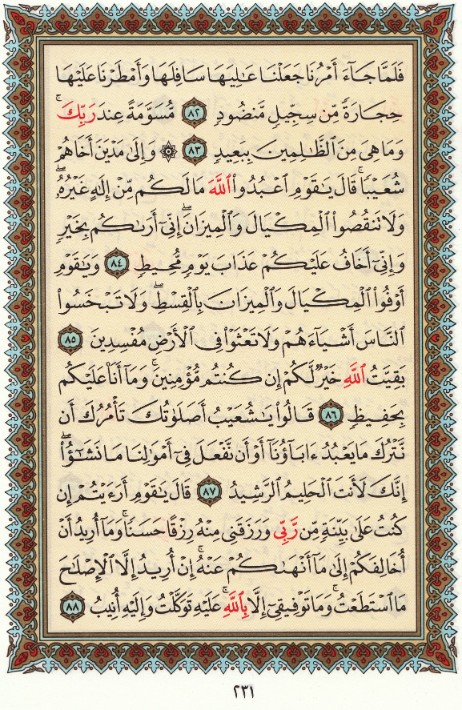 فَلَمَّا جَآءَ أَمْرُنَا جَعَلْنَا عَـٰلِيَهَا سَافِلَهَا وَأَمْطَرْنَا عَلَيْهَا
حِجَارَةً مِّن سِجِّيلٍ مَّنضُودٍ ٨٢ مُّسَوَّمَةً عِندَ رَبِّكَ ۖ
وَمَا هِىَ مِنَ ٱلظَّـٰلِمِينَ بِبَعِيدٍ ٨٣ ۞ وَإِلَىٰ مَدْيَنَ أَخَاهُمْ
شُعَيْبًا ۚ قَالَ يَـٰقَوْمِ ٱعْبُدُوا۟ ٱللَّهَ مَا لَكُم مِّنْ إِلَـٰهٍ غَيْرُهُۥ ۖ
وَلَا تَنقُصُوا۟ ٱلْمِكْيَالَ وَٱلْمِيزَانَ ۚ إِنِّىٓ أَرَىٰكُم بِخَيْرٍ
وَإِنِّىٓ أَخَافُ عَلَيْكُمْ عَذَابَ يَوْمٍ مُّحِيطٍ ٨٤ وَيَـٰقَوْمِ
أَوْفُوا۟ ٱلْمِكْيَالَ وَٱلْمِيزَانَ بِٱلْقِسْطِ ۖ وَلَا تَبْخَسُوا۟
ٱلنَّاسَ أَشْيَآءَهُمْ وَلَا تَعْثَوْا۟ فِى ٱلْأَرْضِ مُفْسِدِينَ ٨٥
بَقِيَّتُ ٱللَّهِ خَيْرٌ لَّكُمْ إِن كُنتُم مُّؤْمِنِينَ ۚ وَمَآ أَنَا۠ عَلَيْكُم
بِحَفِيظٍ ٨٦ قَالُوا۟ يَـٰشُعَيْبُ أَصَلَوٰتُكَ تَأْمُرُكَ أَن
نَّتْرُكَ مَا يَعْبُدُ ءَابَآؤُنَآ أَوْ أَن نَّفْعَلَ فِىٓ أَمْوَٰلِنَا مَا نَشَـٰٓؤُا۟ ۖ
إِنَّكَ لَأَنتَ ٱلْحَلِيمُ ٱلرَّشِيدُ ٨٧ قَالَ يَـٰقَوْمِ أَرَءَيْتُمْ إِن
كُنتُ عَلَىٰ بَيِّنَةٍ مِّن رَّبِّى وَرَزَقَنِى مِنْهُ رِزْقًا حَسَنًا ۚ وَمَآ أُرِيدُ أَنْ
أُخَالِفَكُمْ إِلَىٰ مَآ أَنْهَىٰكُمْ عَنْهُ ۚ إِنْ أُرِيدُ إِلَّا ٱلْإِصْلَـٰحَ
مَا ٱسْتَطَعْتُ ۚ وَمَا تَوْفِيقِىٓ إِلَّا بِٱللَّهِ ۚ عَلَيْهِ تَوَكَّلْتُ وَإِلَيْهِ أُنِيبُ ٨٨
٢٣١